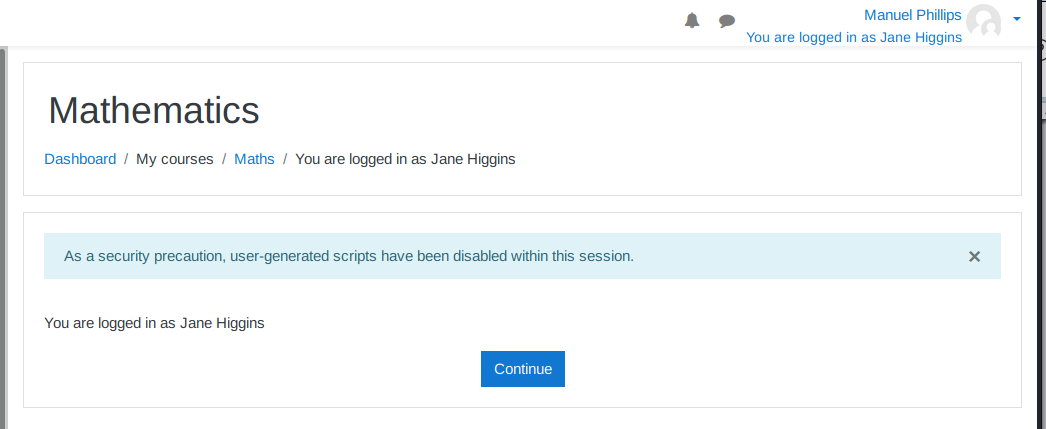 Manuel Phillips
You are logged in as Jane Higgins
Mathematics
Dashboard / My courses / Maths / You are logged in as Jane Higgins
As a security precaution, user-generated scripts have been disabled within this session. ×
You are logged in as Jane Higgins
Continue